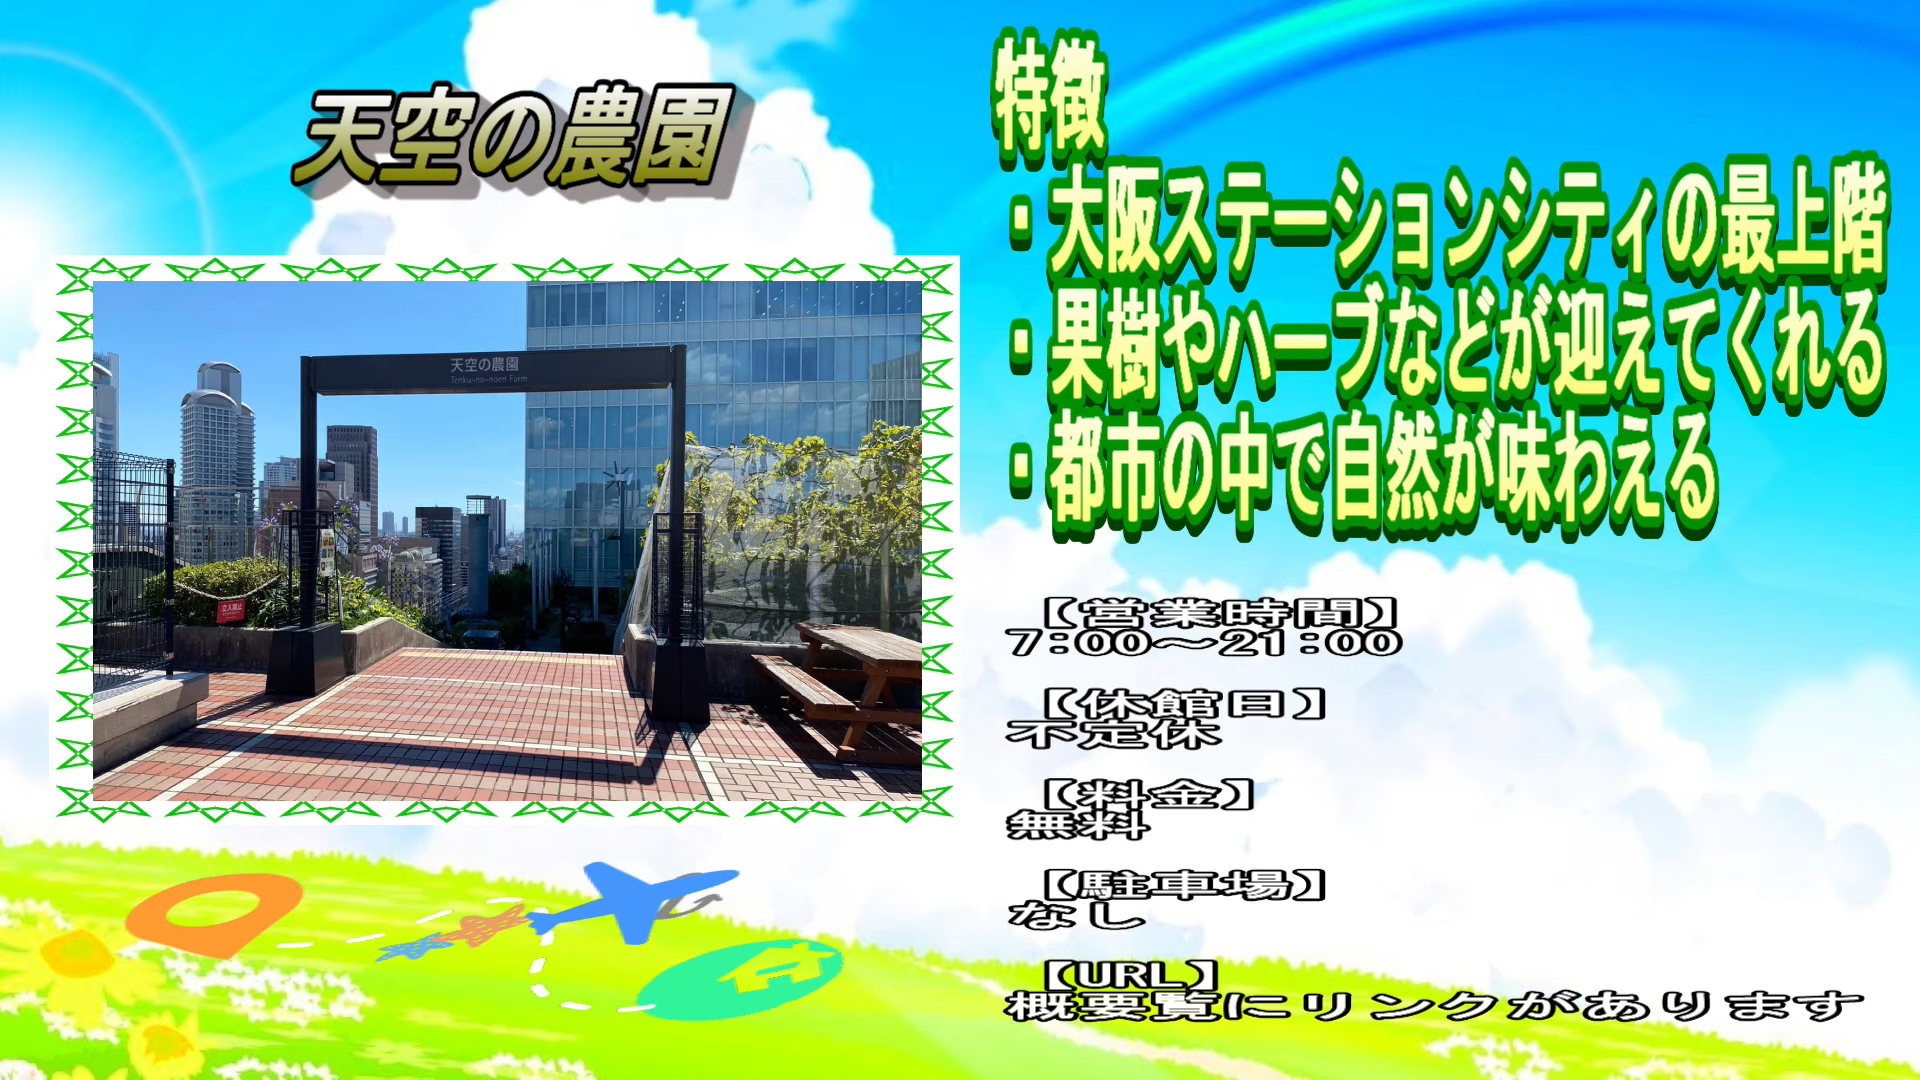 天空の農園
天空の農園
Tenku-no-noen Farm
立入禁止
特徴
・大阪ステーションシティの最上階
・果樹やハーブなどが迎えてくれる
・都市の中で自然が味わえる
【営業時間】
7:00～21:00
【休館日】
不定休
【料金】
無料
【駐車場】
なし
【URL】
概要覧にリンクがあります